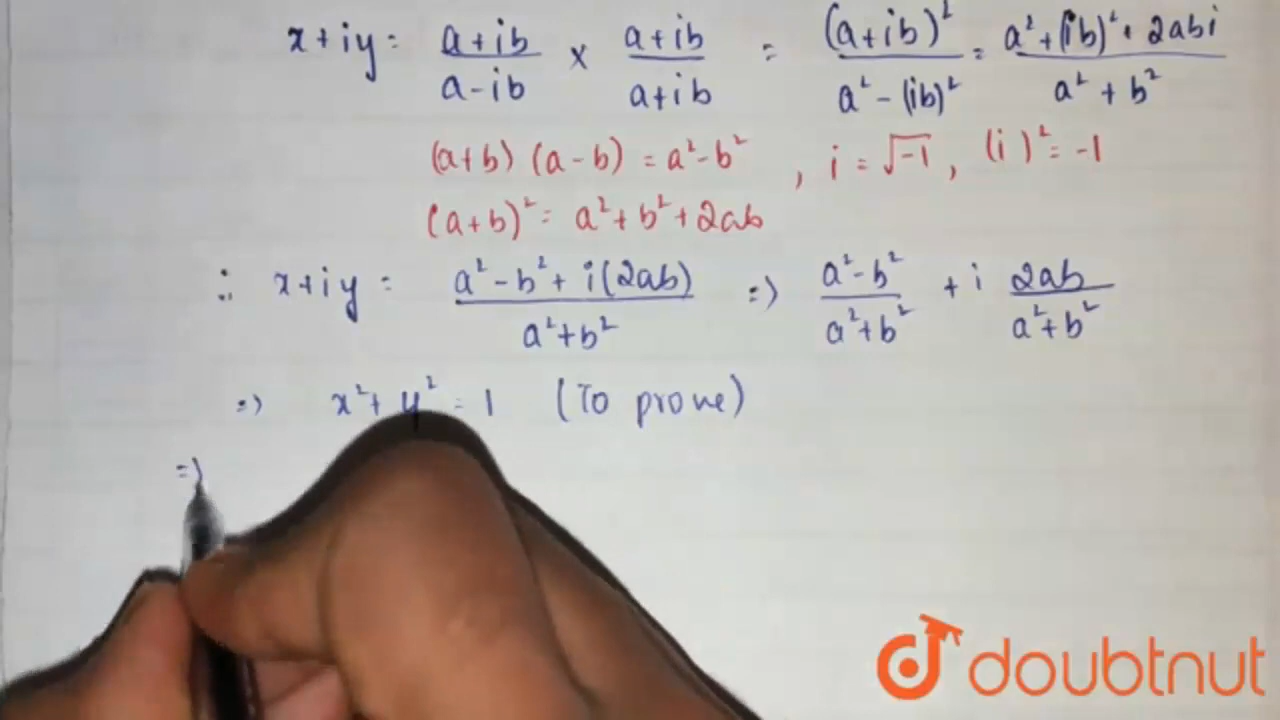 x+iy = a+ib / a-ib × a+ib / a+ib = (a+ib)² / a²-(ib)² = a²+(ib)²+2abi / a²+b²
(a+b) (a-b) = a²-b² , i = √-1 , (i)² = -1
(a+b)² = a²+b²+2ab
∴ x+iy = a²-b²+i(2ab) / a²+b² => a²-b² / a²+b² + i 2ab / a²+b²
=> x²+y² = 1 (To prove)
=>
doubtnut